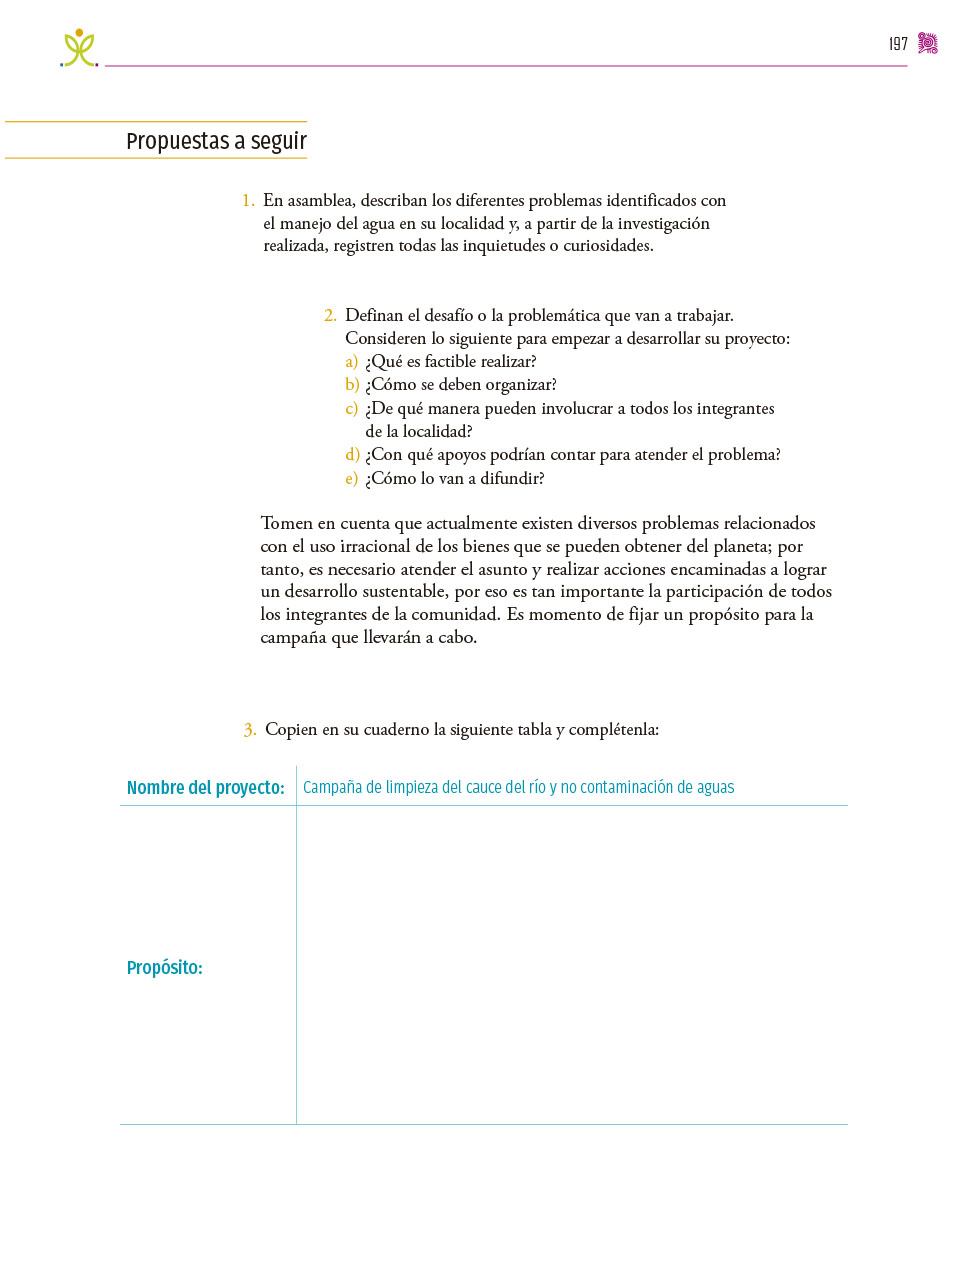 197
Propuestas a seguir
1. En asamblea, describan los diferentes problemas identificados con
el manejo del agua en su localidad y, a partir de la investigación
realizada, registren todas las inquietudes o curiosidades.
2. Definan el desafío o la problemática que van a trabajar.
Consideren lo siguiente para empezar a desarrollar su proyecto:
a) ¿Qué es factible realizar?
b) ¿Cómo se deben organizar?
c) ¿De qué manera pueden involucrar a todos los integrantes
de la localidad?
d) ¿Con qué apoyos podrían contar para atender el problema?
e) ¿Cómo lo van a difundir?
Tomen en cuenta que actualmente existen diversos problemas relacionados
con el uso irracional de los bienes que se pueden obtener del planeta; por
tanto, es necesario atender el asunto y realizar acciones encaminadas a lograr
un desarrollo sustentable, por eso es tan importante la participación de todos
los integrantes de la comunidad. Es momento de fijar un propósito para la
campaña que llevarán a cabo.
3. Copien en su cuaderno la siguiente tabla y complétenla:
Nombre del proyecto: Campaña de limpieza del cauce del río y no contaminación de aguas
Propósito: